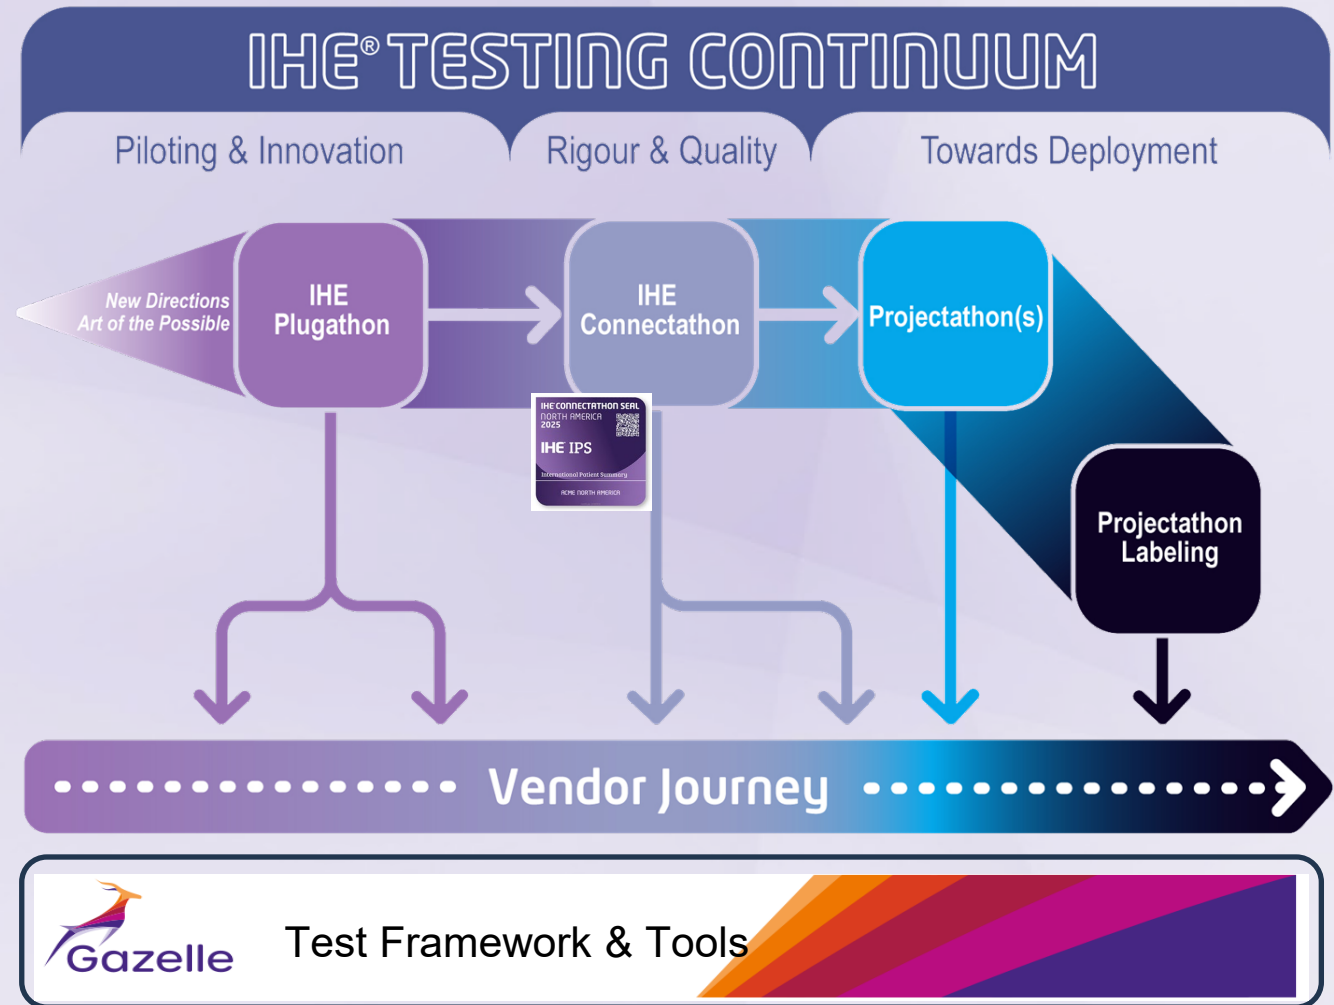 IHE® TESTING CONTINUUM
Piloting & Innovation
Rigour & Quality
Towards Deployment
New Directions
Art of the Possible
IHE
Plugathon
IHE
Connectathon
Projectathon(s)
IHE CONNECTATHON SEAL
NORTH AMERICA
2025
IHE IPS
International Patient Summary
ACME NORTH AMERICA
Projectathon
Labeling
Vendor Journey
Gazelle
Test Framework & Tools